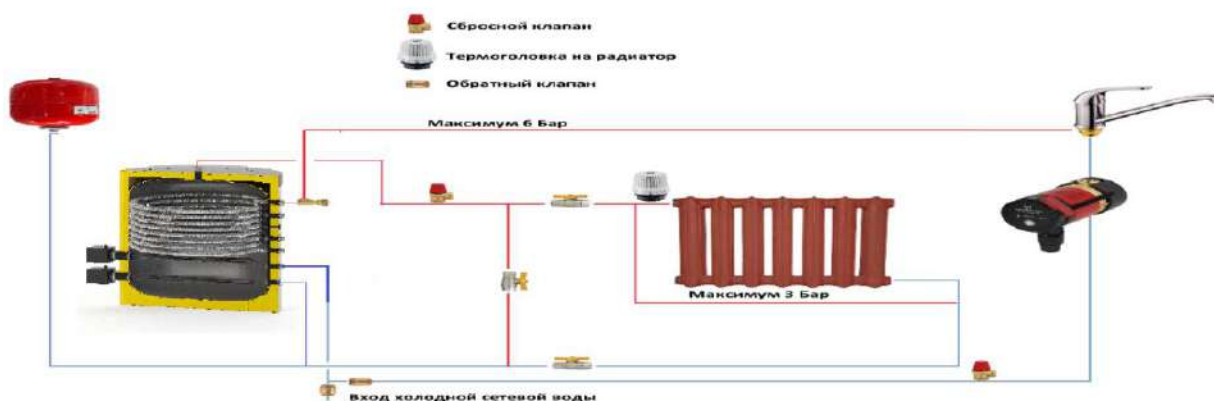 Сбросной клапан
Термоголовка на радиатор
Обратный клапан
Максимум 6 Бар
Максимум 3 Бар
Вход холодной сетевой воды